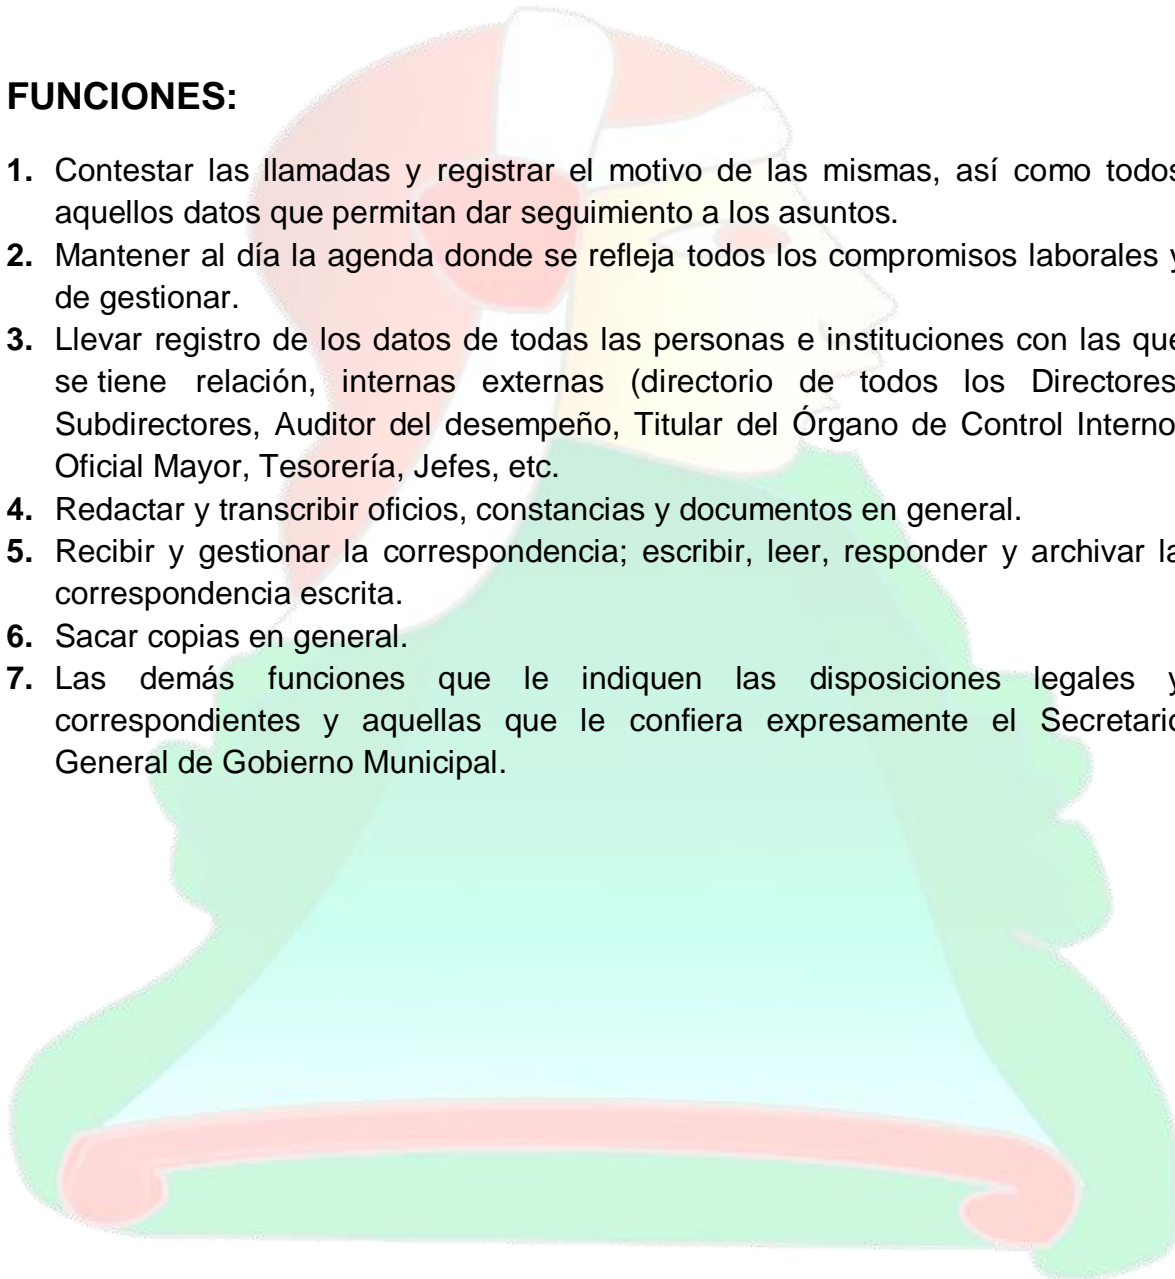 FUNCIONES:
1. Contestar las llamadas y registrar el motivo de las mismas, así como todos
aquellos datos que permitan dar seguimiento a los asuntos.
2. Mantener al día la agenda donde se refleja todos los compromisos laborales y
de gestionar.
3. Llevar registro de los datos de todas las personas e instituciones con las que
se tiene relación, internas externas (directorio de todos los Directores,
Subdirectores, Auditor del desempeño, Titular del Órgano de Control Interno,
Oficial Mayor, Tesorería, Jefes, etc.
4. Redactar y transcribir oficios, constancias y documentos en general.
5. Recibir y gestionar la correspondencia; escribir, leer, responder y archivar la
correspondencia escrita.
6. Sacar copias en general.
7. Las demás funciones que le indiquen las disposiciones legales y
correspondientes y aquellas que le confiera expresamente el Secretario
General de Gobierno Municipal.